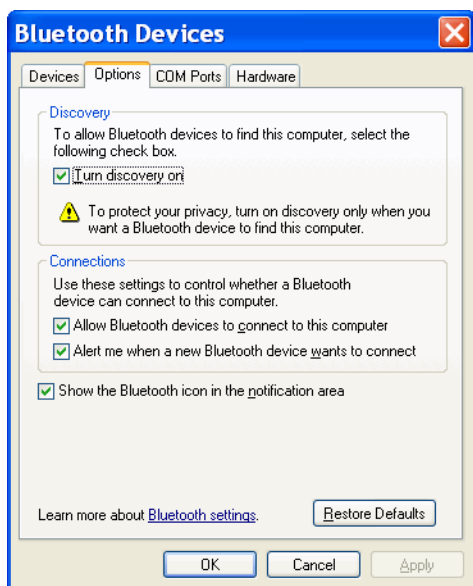 Bluetooth Devices
Devices Options COM Ports Hardware
Discovery
To allow Bluetooth devices to find this computer, select the
following check box.
Turn discovery on
To protect your privacy, turn on discovery only when you
want a Bluetooth device to find this computer.
Connections
Use these settings to control whether a Bluetooth
device can connect to this computer.
Allow Bluetooth devices to connect to this computer
Alert me when a new Bluetooth device wants to connect
Show the Bluetooth icon in the notification area
Learn more about Bluetooth settings. Restore Defaults
OK Cancel Apply